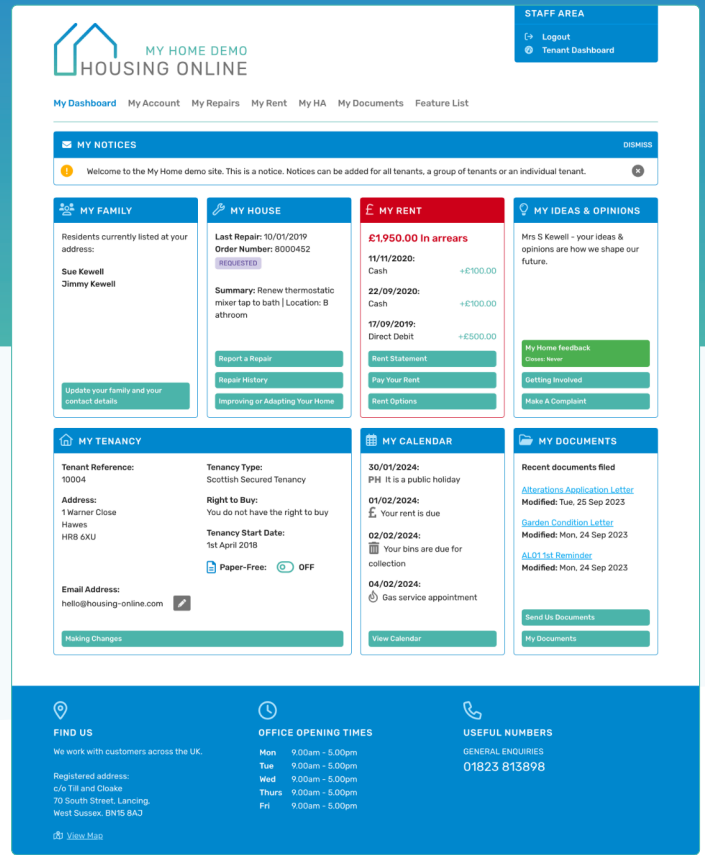 STAFF AREA
Logout
Tenant Dashboard
MY HOME DEMO
HOUSING ONLINE
My Dashboard My Account My Repairs My Rent My HA My Documents Feature List
MY NOTICES
DISMISS
Welcome to the My Home demo site. This is a notice. Notices can be added for all tenants, a group of tenants or an individual tenant.
MY FAMILY
Residents currently listed at your
address:
Sue Kewell
Jimmy Kewell
Update your family and your
contact details
MY HOUSE
Last Repair: 10/01/2019
Order Number: 8000452
REQUESTED
Summary: Renew thermostatic
mixer tap to bath | Location: B
athroom
Report a Repair
Repair History
Improving or Adapting Your Home
£ MY RENT
£1,950.00 In arrears
11/11/2020:
Cash +£100.00
22/09/2020:
Cash +£100.00
17/09/2019:
Direct Debit +£500.00
Rent Statement
Pay Your Rent
Rent Options
MY IDEAS & OPINIONS
Mrs S Kewell - your ideas &
opinions are how we shape our
future.
My Home feedback
Closes: Never
Getting Involved
Make A Complaint
MY TENANCY
Tenant Reference:
10004
Address:
1 Warner Close
Hawes
HR8 6XU
Email Address:
hello@housing-online.com
Tenancy Type:
Scottish Secured Tenancy
Right to Buy:
You do not have the right to buy
Tenancy Start Date:
1st April 2018
Paper-Free: OFF
Making Changes
MY CALENDAR
30/01/2024:
PH It is a public holiday
01/02/2024:
£ Your rent is due
02/02/2024:
Your bins are due for
collection
04/02/2024:
Gas service appointment
View Calendar
MY DOCUMENTS
Recent documents filed
Alterations Application Letter
Modified: Tue, 25 Sep 2023
Garden Condition Letter
Modified: Mon, 24 Sep 2023
AL01 1st Reminder
Modified: Mon, 24 Sep 2023
Send Us Documents
My Documents
FIND US
We work with customers across the UK.
Registered address:
c/o Till and Cloake
70 South Street, Lancing,
West Sussex. BN15 8AJ
View Map
OFFICE OPENING TIMES
Mon 9.00am - 5.00pm
Tue 9.00am - 5.00pm
Wed 9.00am - 5.00pm
Thurs 9.00am - 5.00pm
Fri 9.00am - 5.00pm
USEFUL NUMBERS
GENERAL ENQUIRIES
01823 813898